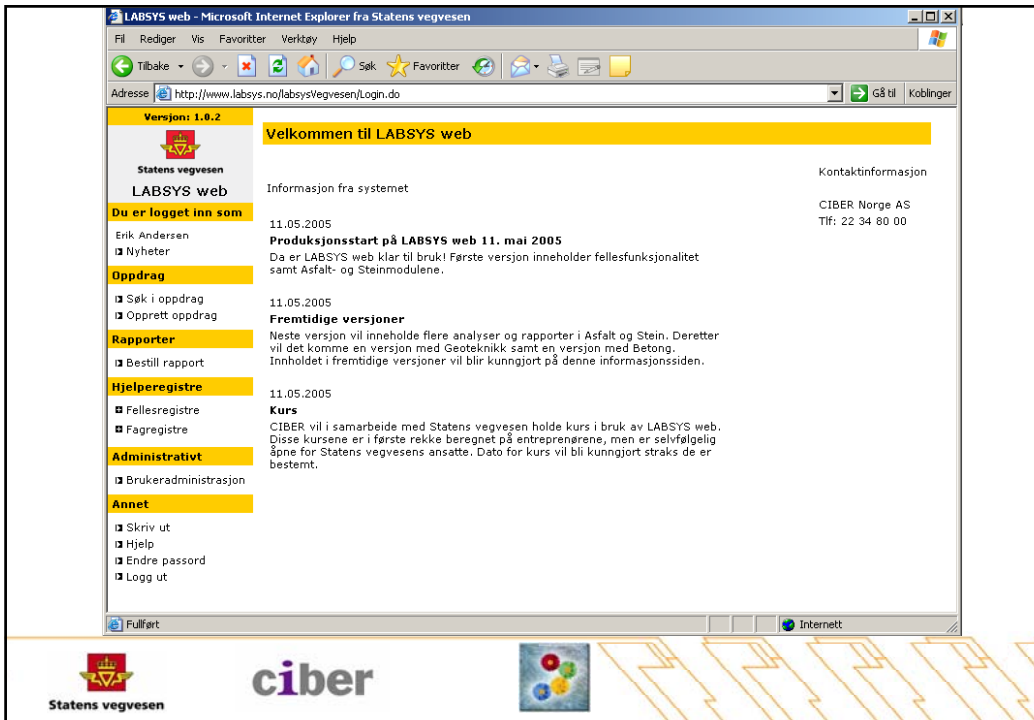 LABSYS web - Microsoft Internet Explorer fra Statens vegvesen
Fil Rediger Vis Favoritter Verktøy Hjelp
Tilbake Søk Favoritter
Adresse http://www.labsys.no/labsysVegvesen/Login.do Gå til Koblinger
Versjon: 1.0.2
Statens vegvesen
LABSYS web
Du er logget inn som
Erik Andersen
Nyheter
Oppdrag
Søk i oppdrag
Opprett oppdrag
Rapporter
Bestill rapport
Hjelperegistre
Fellesregistre
Fagregistre
Administrativt
Brukeradministrasjon
Annet
Skriv ut
Hjelp
Endre passord
Logg ut
Velkommen til LABSYS web
Informasjon fra systemet
11.05.2005
Produksjonsstart på LABSYS web 11. mai 2005
Da er LABSYS web klar til bruk! Første versjon inneholder fellesfunksjonalitet
samt Asfalt- og Steinmodulene.
11.05.2005
Fremtidige versjoner
Neste versjon vil inneholde flere analyser og rapporter i Asfalt og Stein. Deretter
vil det komme en versjon med Geoteknikk samt en versjon med Betong.
Innholdet i fremtidige versjoner vil blir kunngjort på denne informasjonssiden.
11.05.2005
Kurs
CIBER vil i samarbeide med Statens vegvesen holde kurs i bruk av LABSYS web.
Disse kursene er i første rekke beregnet på entreprenørene, men er selvfølgelig
åpne for Statens vegvesens ansatte. Dato for kurs vil bli kunngjort straks de er
bestemt.
Kontaktinformasjon
CIBER Norge AS
Tlf: 22 34 80 00
Fullført Internett
Statens vegvesen
ciber